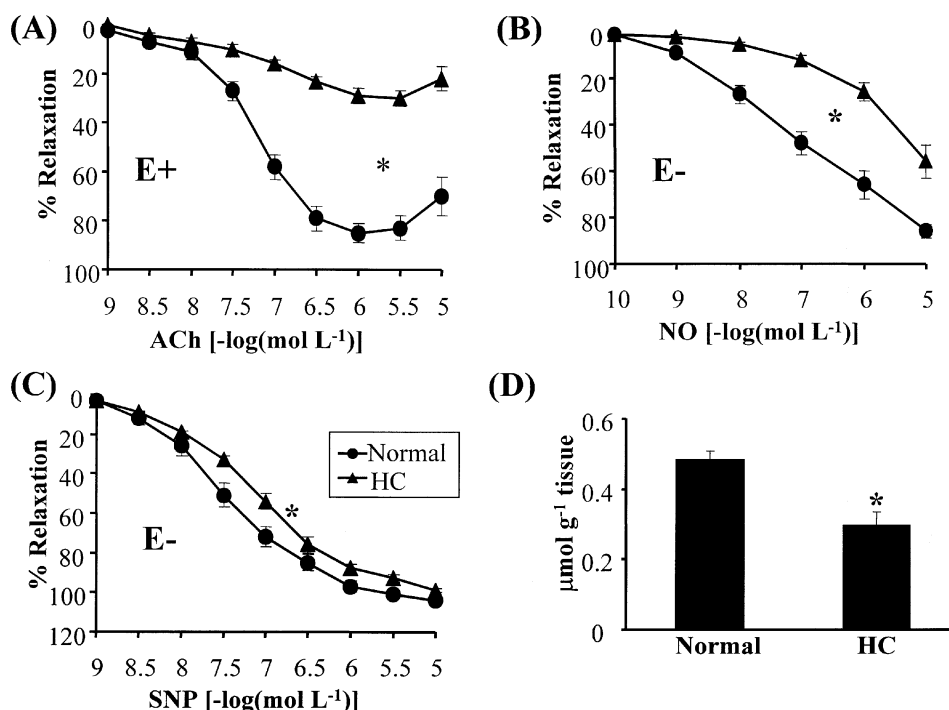 (A)
0
20
40
60
80
100
% Relaxation
E+
*
9 8.5 8 7.5 7 6.5 6 5.5 5
ACh [-log(mol L⁻¹)]
(B)
0
20
40
60
80
100
% Relaxation
E-
*
10 9 8 7 6 5
NO [-log(mol L⁻¹)]
(C)
0
20
40
60
80
100
120
% Relaxation
E-
*
Normal
HC
9 8.5 8 7.5 7 6.5 6 5.5 5
SNP [-log(mol L⁻¹)]
(D)
0.6
0.4
0.2
0
µmol g⁻¹ tissue
*
Normal HC